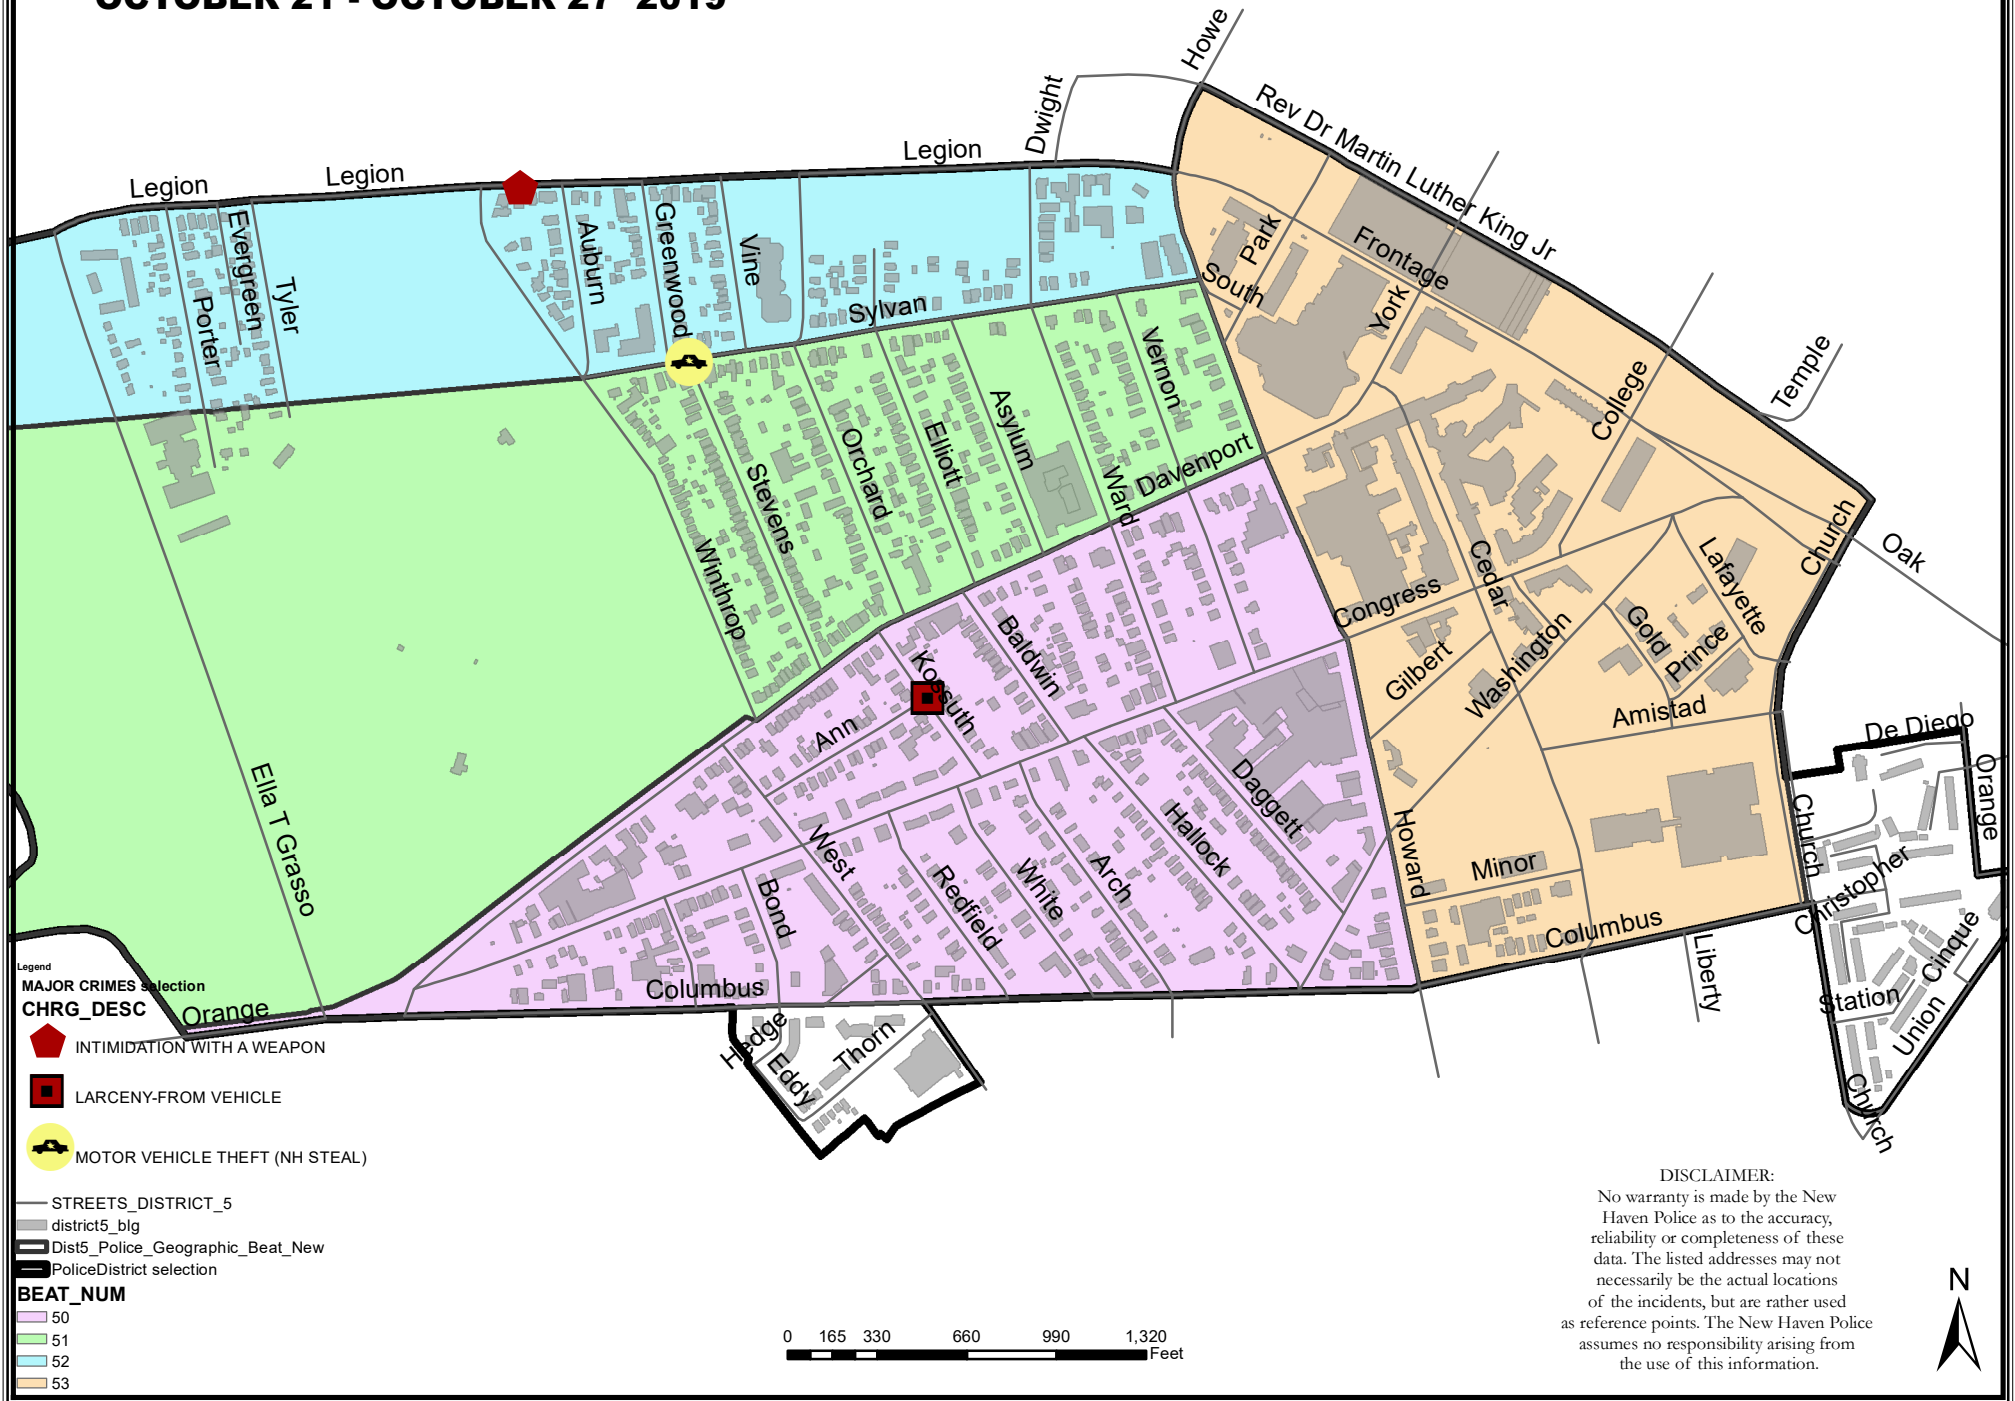 OCTOBER 21 - OCTOBER 27 2019
Howe
Dwight
Rev Dr Martin Luther King Jr
Legion
Legion
Legion
Evergreen
Porter
Tyler
Auburn
Greenwood
Vine
Sylvan
Park
South
Frontage
York
College
Temple
Vernon
Asylum
Elliott
Orchard
Stevens
Winthrop
Ward
Davenport
Church
Oak
Cedar
Congress
Lafayette
Gold
Prince
Washington
Gilbert
Amistad
Baldwin
Kossuth
Ann
De Diego
Orange
Ella T Grasso
West
Bond
Redfield
White
Arch
Hallock
Daggett
Howard
Minor
Columbus
Columbus
Church
Christopher
Cinque
Station
Union
Church
Liberty
Orange
Hedge
Eddy
Thorn
Legend
MAJOR CRIMES selection
CHRG_DESC
INTIMIDATION WITH A WEAPON
LARCENY-FROM VEHICLE
MOTOR VEHICLE THEFT (NH STEAL)
STREETS_DISTRICT_5
district5_blg
Dist5_Police_Geographic_Beat_New
PoliceDistrict selection
BEAT_NUM
50
51
52
53
0 165 330 660 990 1,320
Feet
DISCLAIMER:
No warranty is made by the New
Haven Police as to the accuracy,
reliability or completeness of these
data. The listed addresses may not
necessarily be the actual locations
of the incidents, but are rather used
as reference points. The New Haven Police
assumes no responsibility arising from
the use of this information.
N